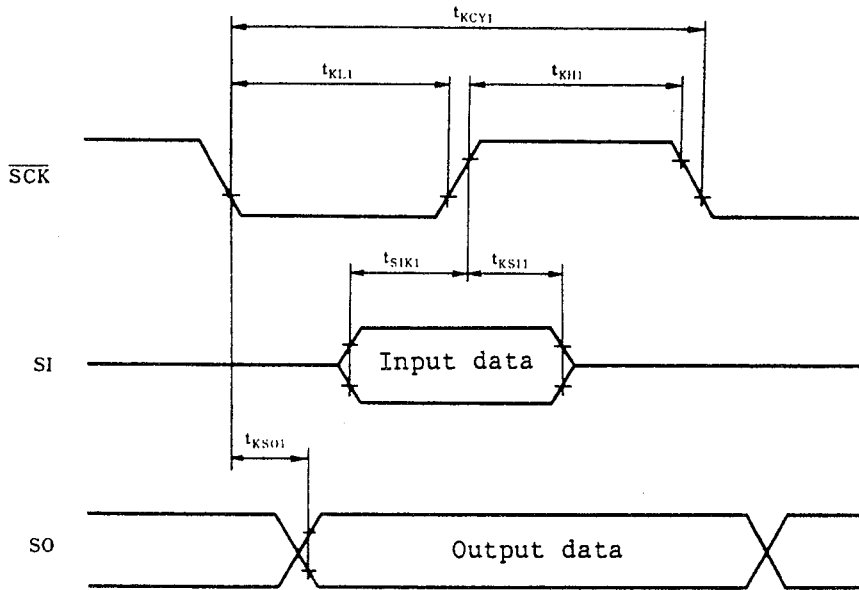 tKCY1
tKL1
tKH1
SCK
tSIK1
tKSI1
SI
Input data
tKSO1
SO
Output data